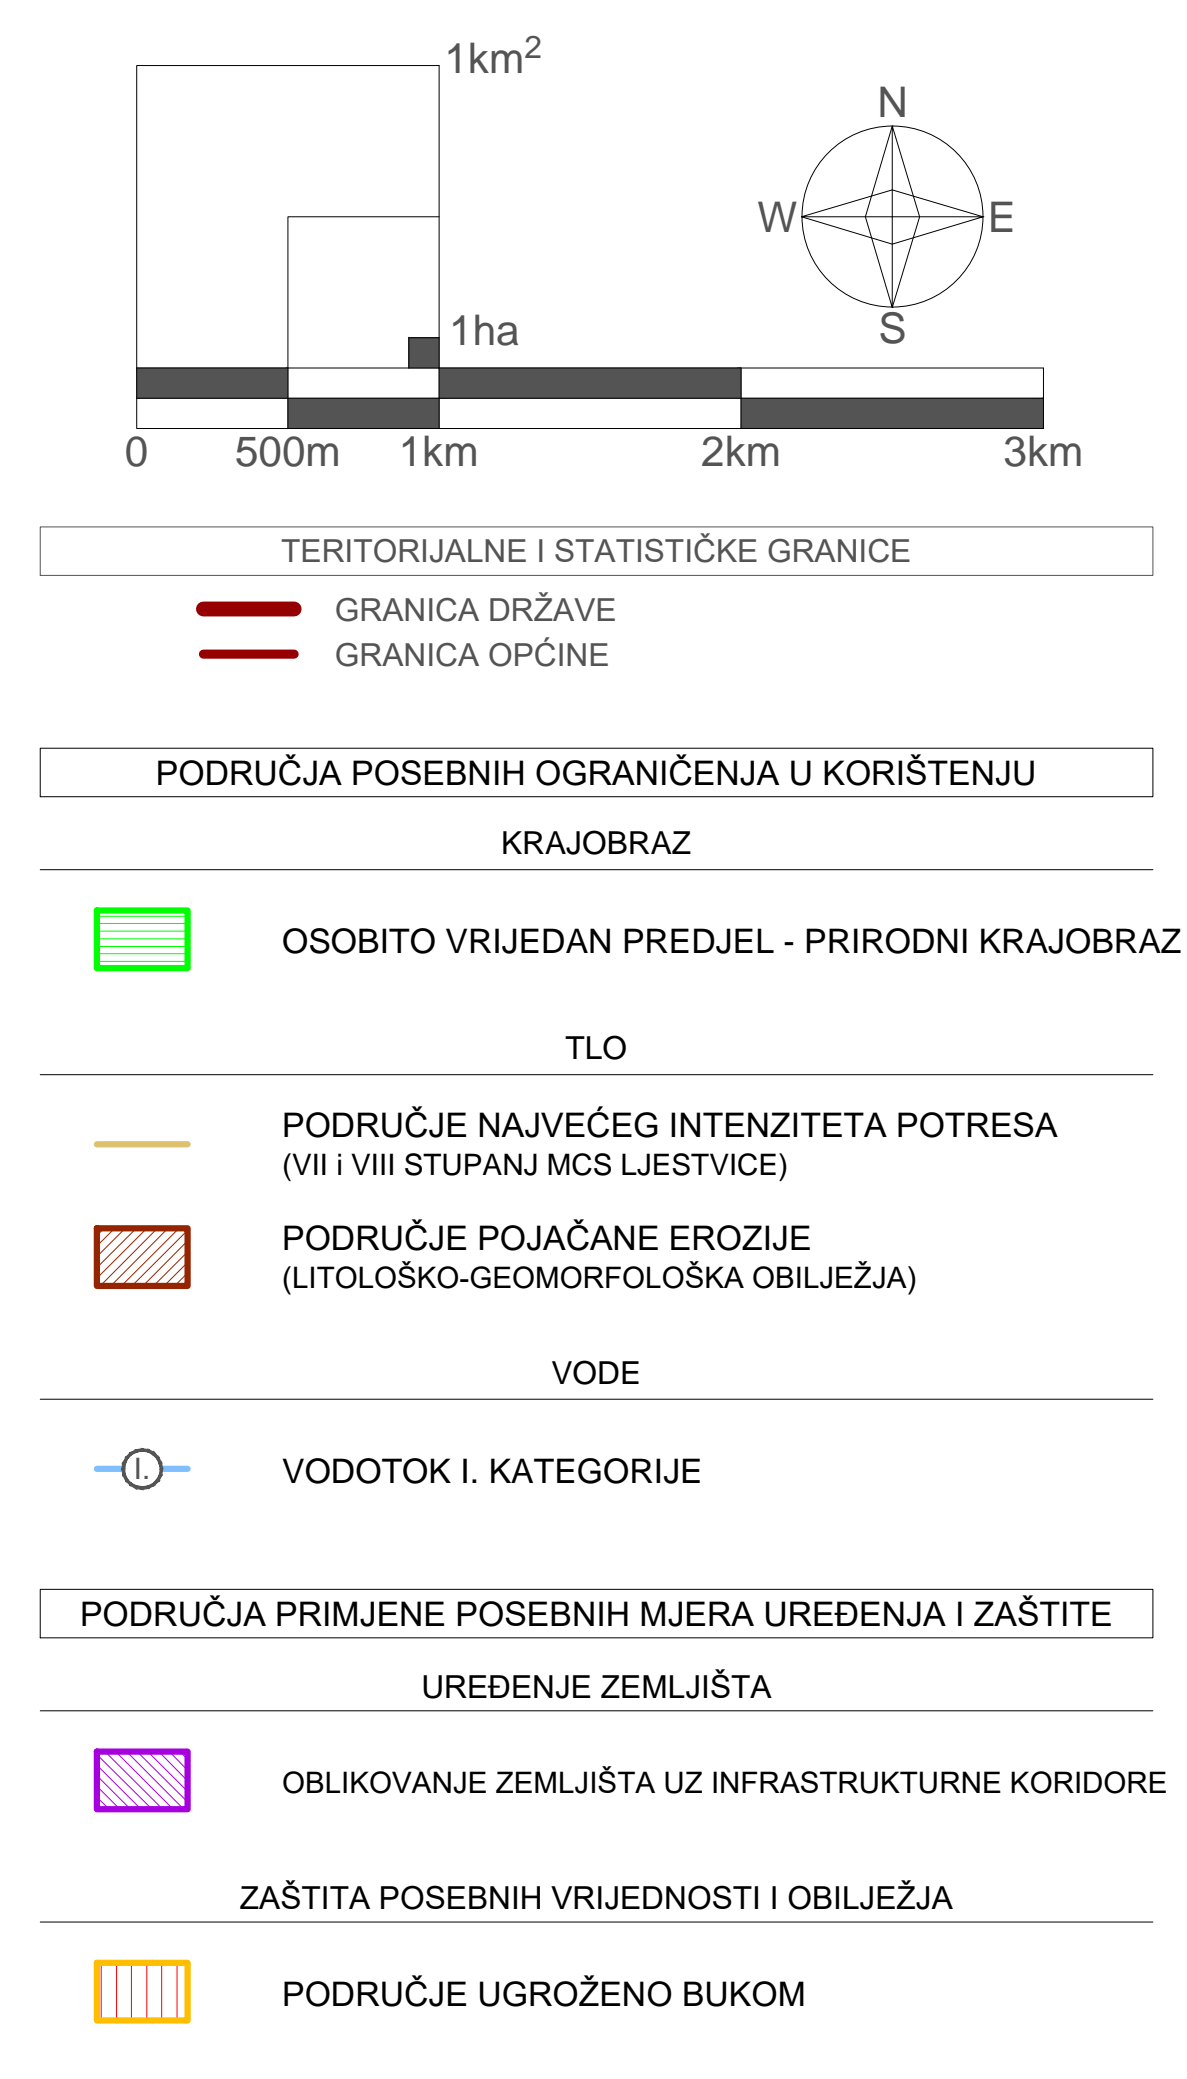 1km²
N
W
E
S
1ha
0 500m 1km 2km 3km
TERITORIJALNE I STATISTIČKE GRANICE
GRANICA DRŽAVE
GRANICA OPĆINE
PODRUČJA POSEBNIH OGRANIČENJA U KORIŠTENJU
KRAJOBRAZ
OSOBITO VRIJEDAN PREDJEL - PRIRODNI KRAJOBRAZ
TLO
PODRUČJE NAJVEĆEG INTENZITETA POTRESA
(VII i VIII STUPANJ MCS LJESTVICE)
PODRUČJE POJAČANE EROZIJE
(LITOLOŠKO-GEOMORFOLOŠKA OBILJEŽJA)
VODE
I. VODOTOK I. KATEGORIJE
PODRUČJA PRIMJENE POSEBNIH MJERA UREĐENJA I ZAŠTITE
UREĐENJE ZEMLJIŠTA
OBLIKOVANJE ZEMLJIŠTA UZ INFRASTRUKTURNE KORIDORE
ZAŠTITA POSEBNIH VRIJEDNOSTI I OBILJEŽJA
PODRUČJE UGROŽENO BUKOM